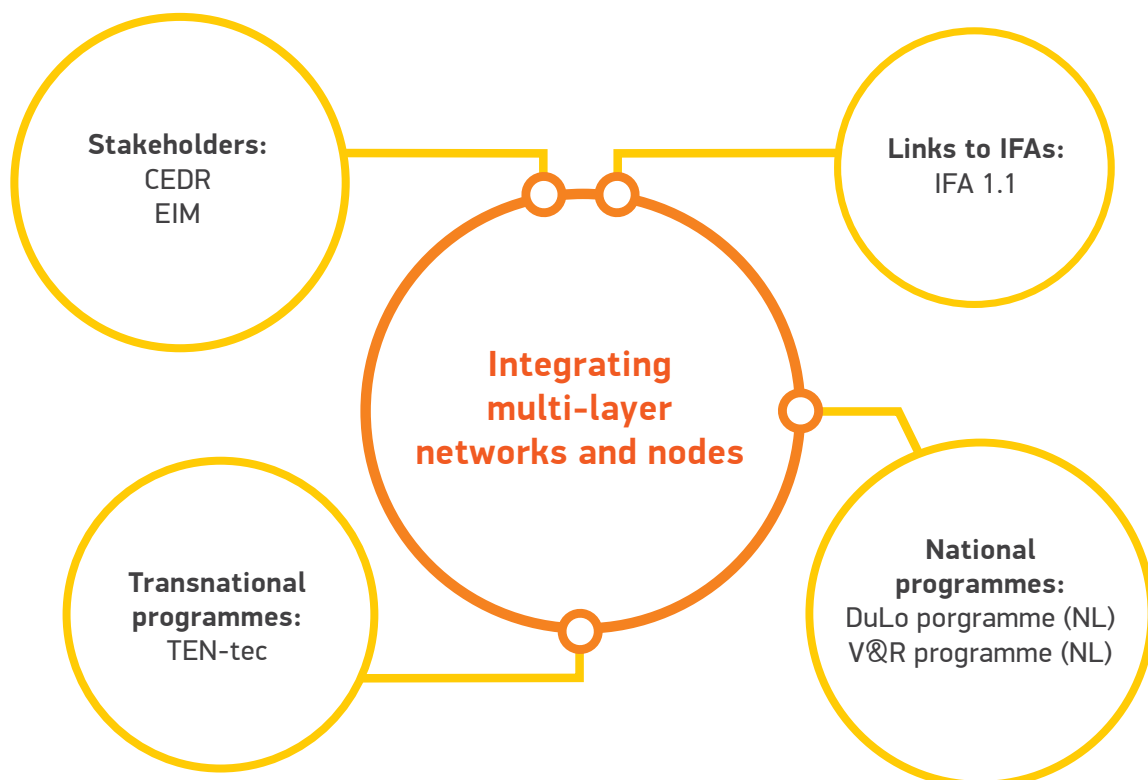 Stakeholders:
CEDR
EIM
Links to IFAs:
IFA 1.1
Integrating
multi-layer
networks and nodes
Transnational
programmes:
TEN-tec
National
programmes:
DuLo porgramme (NL)
V&R programme (NL)